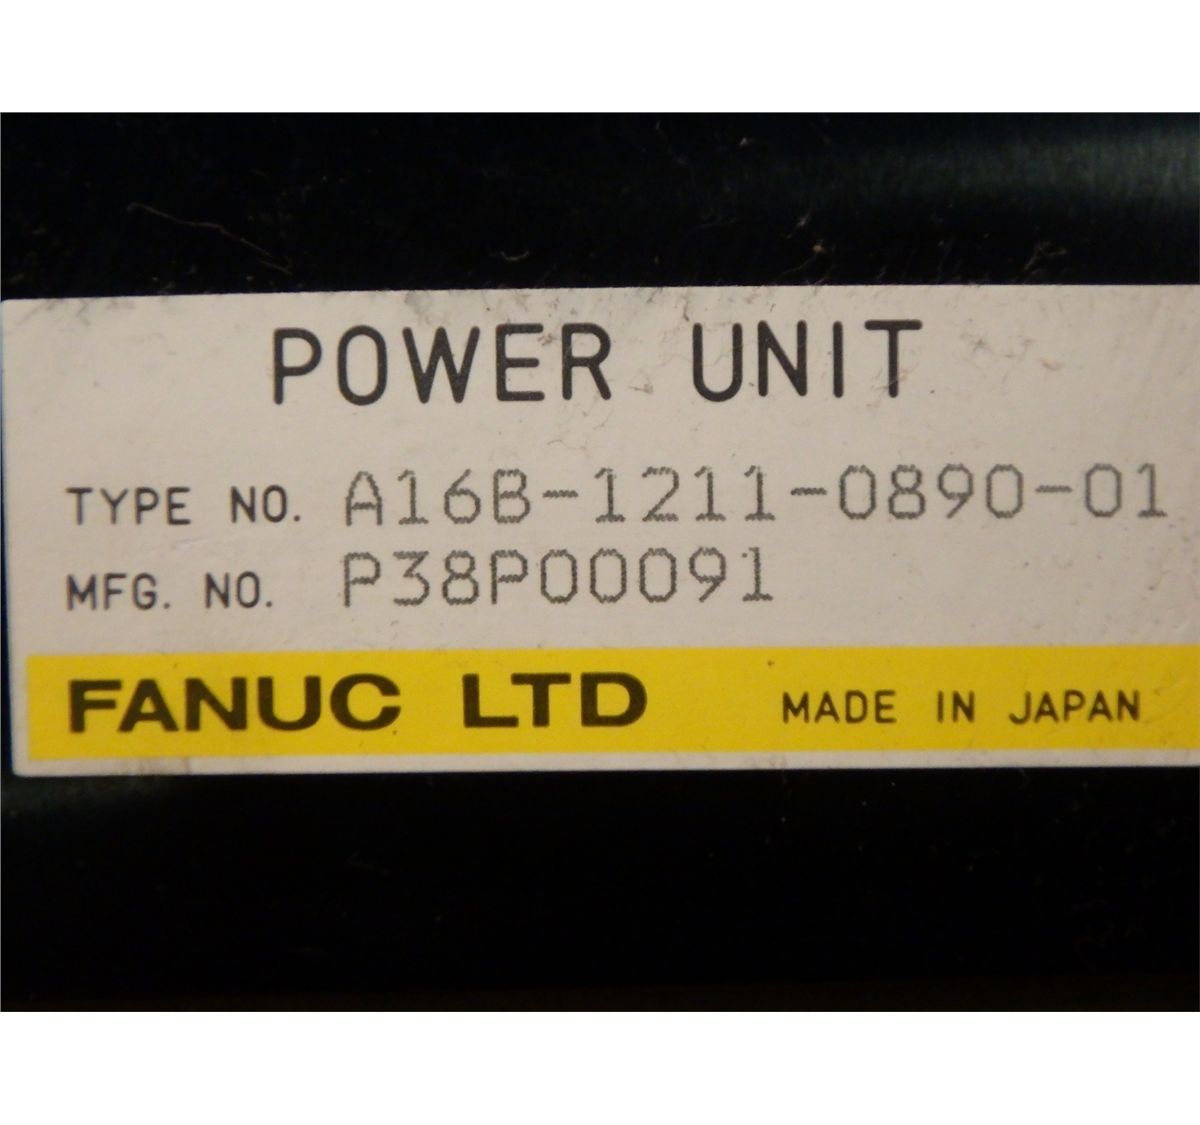 POWER UNIT
TYPE NO. A16B-1211-0890-01
MFG. NO. P38P00091
FANUC LTD MADE IN JAPAN